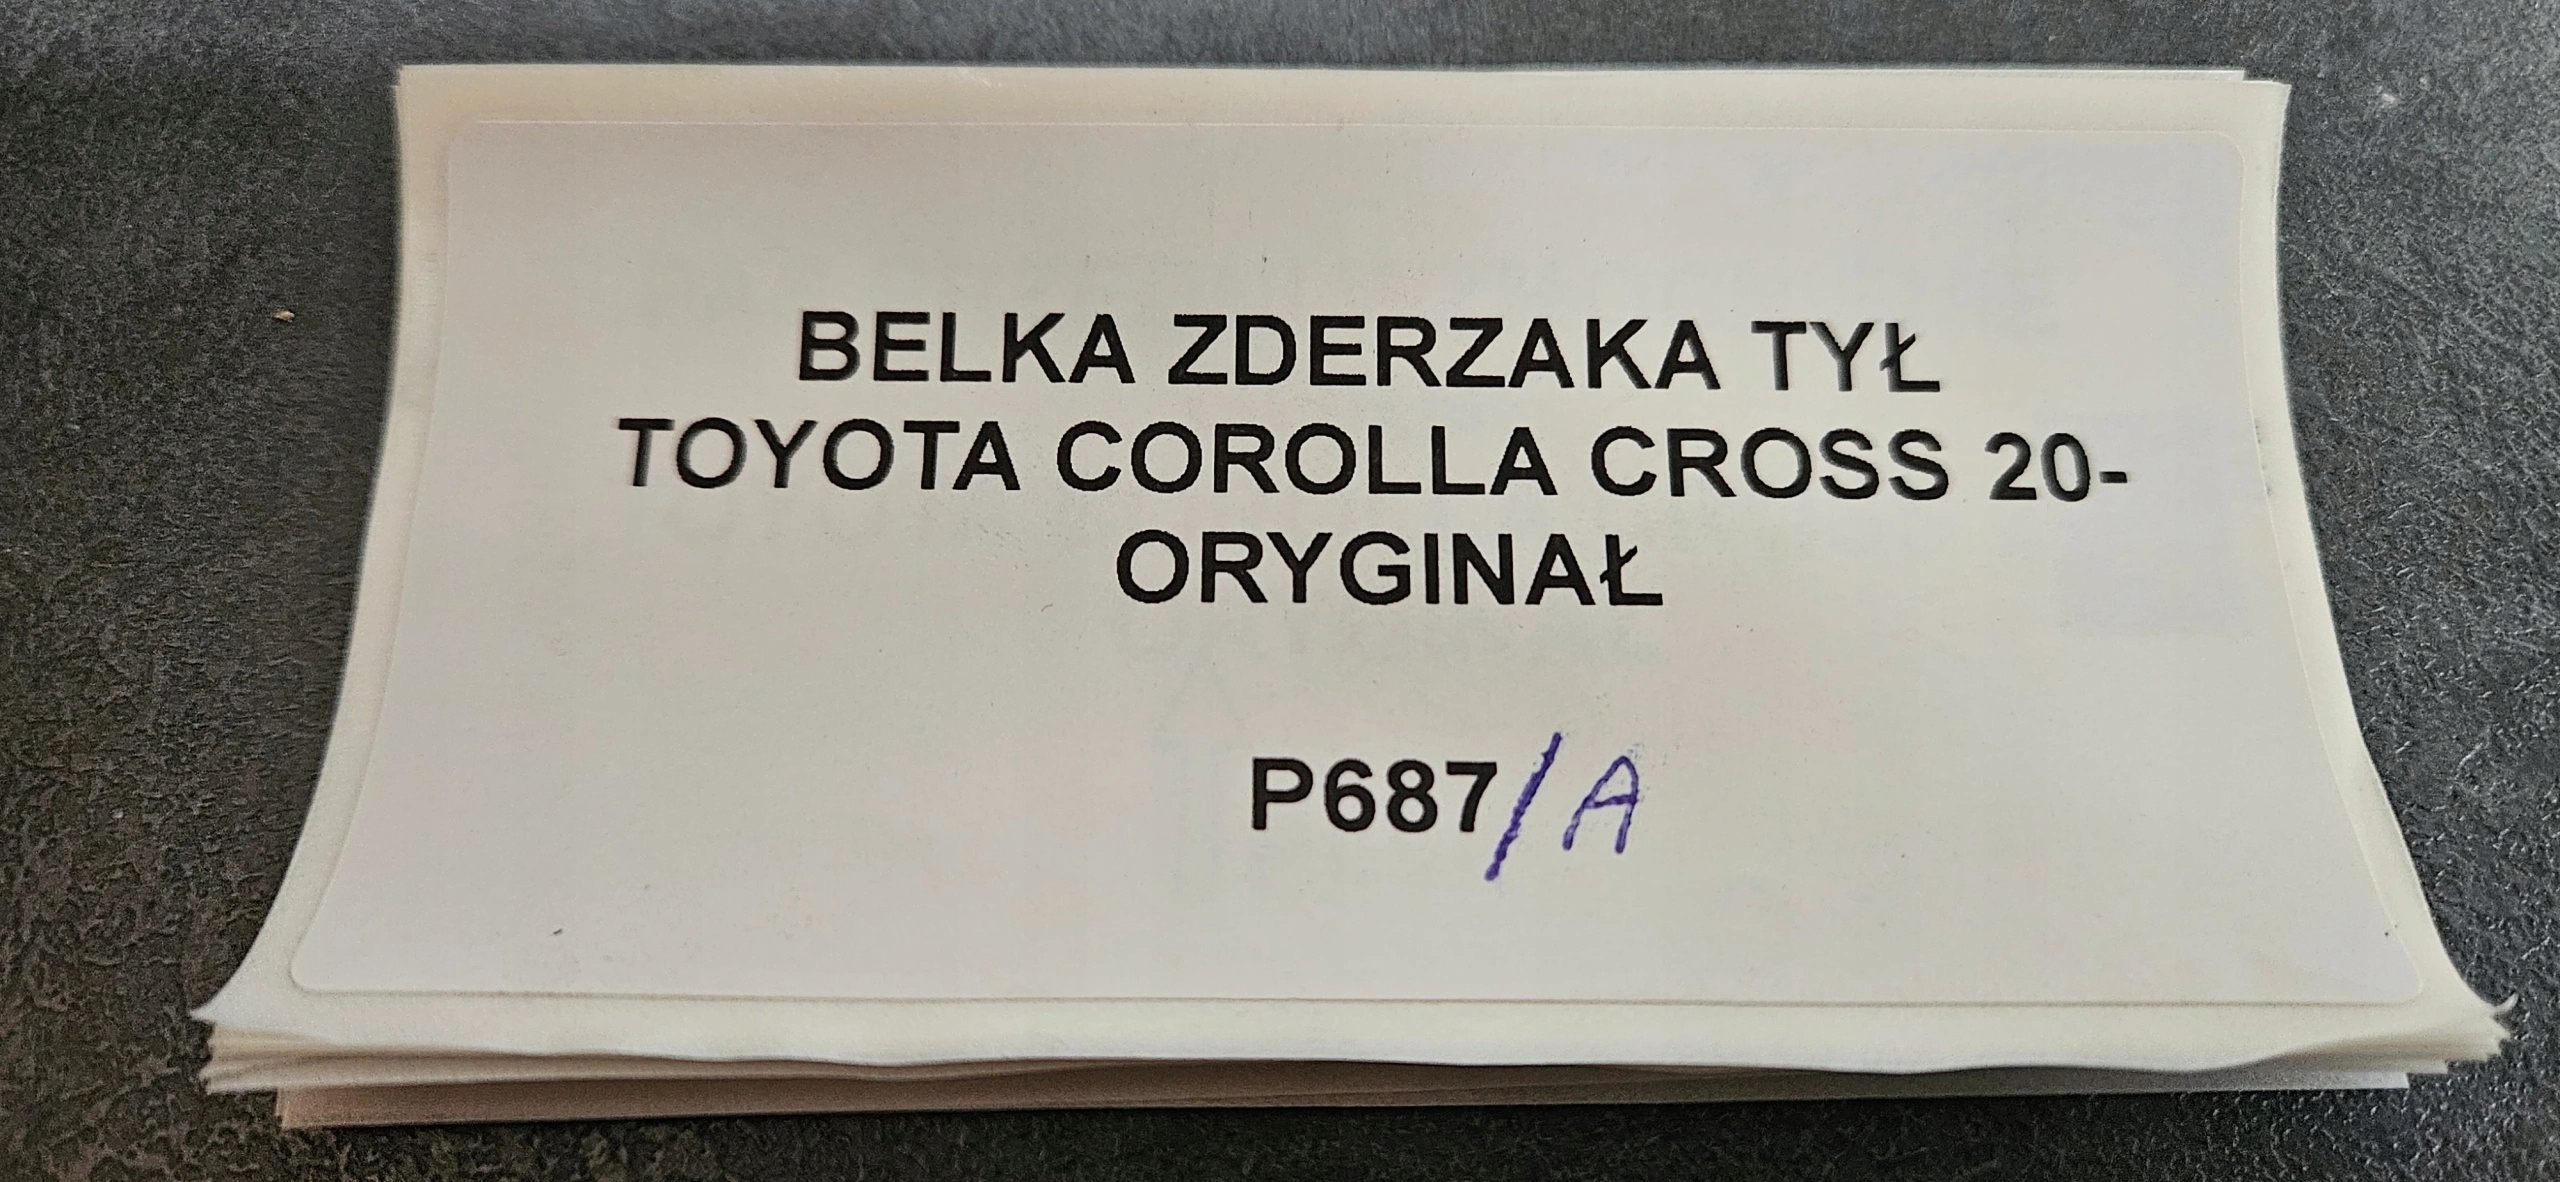 BELKA ZDERZAKA TYŁ
TOYOTA COROLLA CROSS 20-
ORYGINAŁ
P687/A